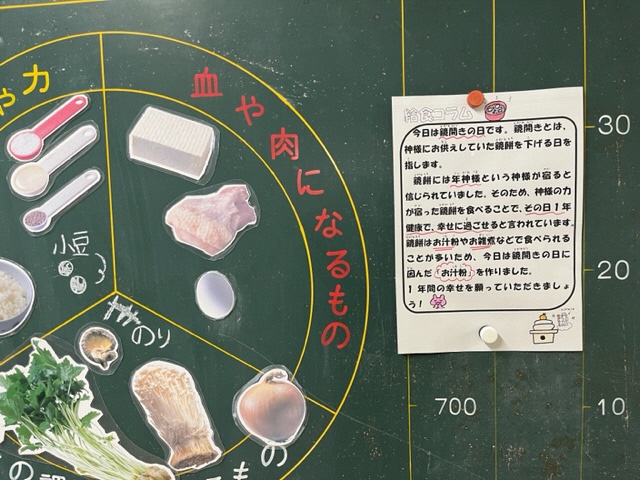 や力
血や肉になるもの
小豆
のり
の
るもの
給食コラム
今日は鏡開きの日です。鏡開きとは、
神様にお供えしていた鏡餅を下げる日を
指します。
鏡餅には年神様という神様が宿ると
信じられていました。そのため、神様の力
が宿った鏡餅を食べることで、その日1年
健康で、幸せに過ごせると言われています。
鏡餅はお汁粉やお雑煮などで食べられる
ことが多いため、今日は鏡開きの日に
因んだ「お汁粉」を作りました。
1年間の幸せを願っていただきましょ
う!
30
20
700
10